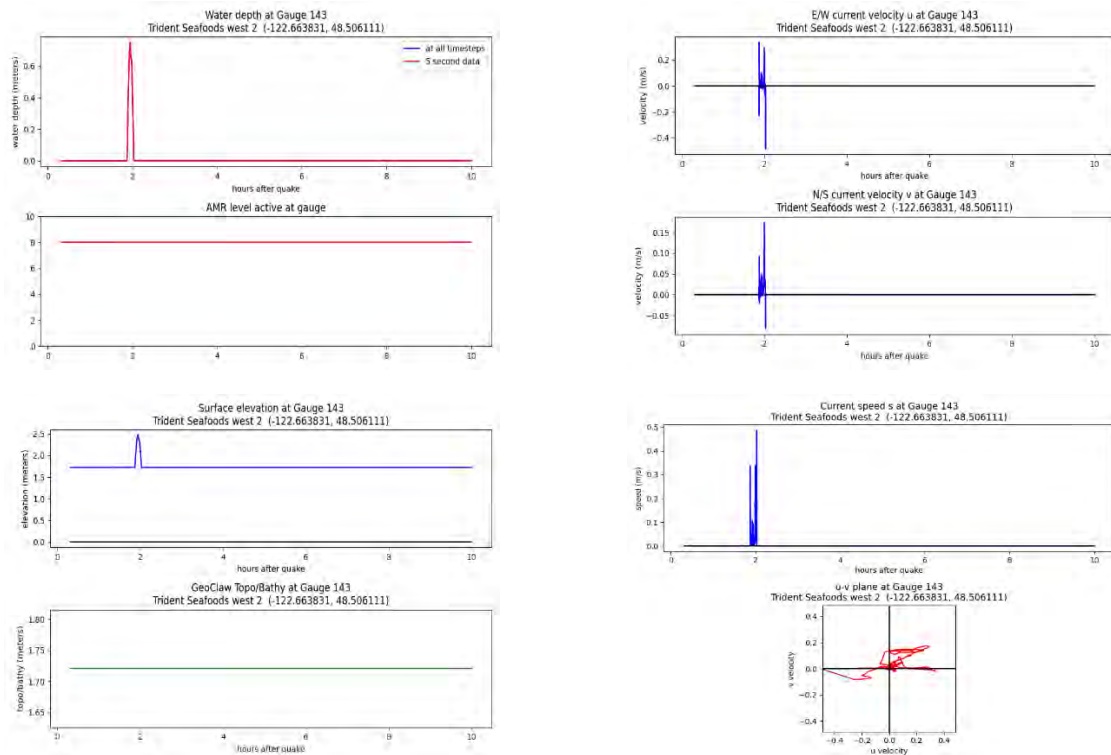 Water depth at Gauge 143
Trident Seafoods west 2 (-122.663831, 48.506111)
at all timesteps
5 second data
water depth (meters)
0.6
0.4
0.2
0.0
0 2 4 6 8 10
hours after quake
AMR level active at gauge
10
8
6
4
2
0
0 2 4 6 8 10
hours after quake
Surface elevation at Gauge 143
Trident Seafoods west 2 (-122.663831, 48.506111)
elevation (meters)
2.5
2.0
1.5
1.0
0.5
0.0
0 2 4 6 8 10
hours after quake
GeoClaw Topo/Bathy at Gauge 143
Trident Seafoods west 2 (-122.663831, 48.506111)
topo/bathy (meters)
1.80
1.75
1.70
1.65
0 2 4 6 8 10
hours after quake
E/W current velocity u at Gauge 143
Trident Seafoods west 2 (-122.663831, 48.506111)
velocity (m/s)
0.2
0.0
−0.2
−0.4
0 2 4 6 8 10
hours after quake
N/S current velocity v at Gauge 143
Trident Seafoods west 2 (-122.663831, 48.506111)
velocity (m/s)
0.15
0.10
0.05
0.00
−0.05
0 2 4 6 8 10
hours after quake
Current speed s at Gauge 143
Trident Seafoods west 2 (-122.663831, 48.506111)
speed (m/s)
0.5
0.4
0.3
0.2
0.1
0.0
0 2 4 6 8 10
hours after quake
u-v plane at Gauge 143
Trident Seafoods west 2 (-122.663831, 48.506111)
v velocity
0.4
0.2
0.0
−0.2
−0.4
−0.4 −0.2 0.0 0.2 0.4
u velocity